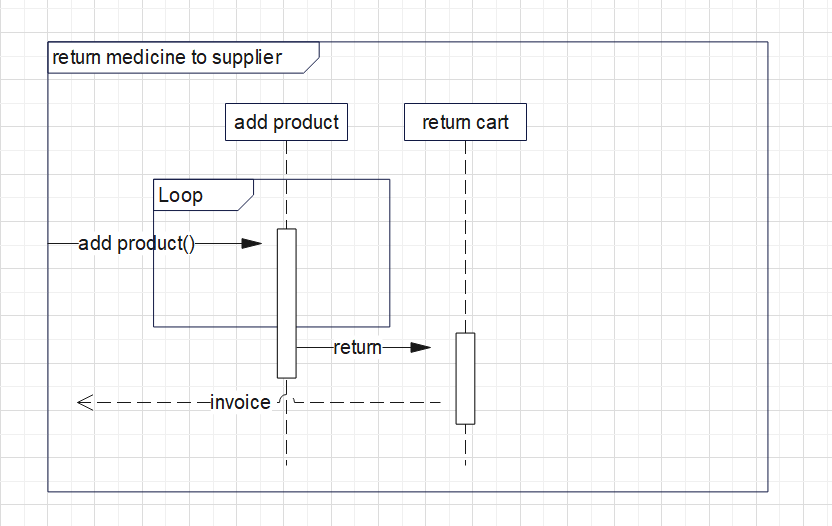 return medicine to supplier
add product
return cart
Loop
add product()
return
invoice